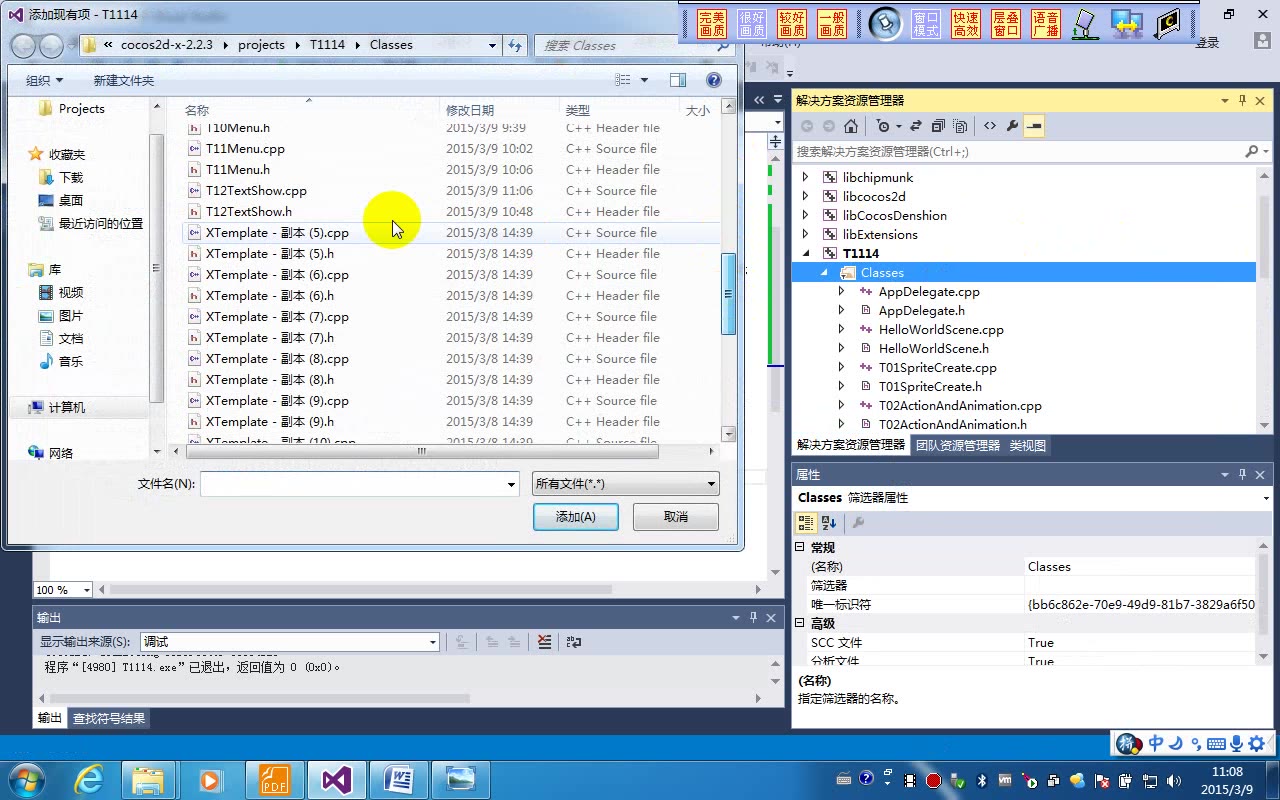 添加现有项 - T1114
完美画质 很好画质 较好画质 一般画质 窗口模式 快速高效 层叠窗口 语音广播
« cocos2d-x-2.2.3 projects T1114 Classes
搜索 Classes
登录
组织 新建文件夹
Projects
收藏夹
下载
桌面
最近访问的位置
库
视频
图片
文档
音乐
计算机
网络
名称 修改日期 类型 大小
T10Menu.h 2015/3/9 9:39 C++ Header file
T11Menu.cpp 2015/3/9 10:02 C++ Source file
T11Menu.h 2015/3/9 10:06 C++ Header file
T12TextShow.cpp 2015/3/9 11:06 C++ Source file
T12TextShow.h 2015/3/9 10:48 C++ Header file
XTemplate - 副本 (5).cpp 2015/3/8 14:39 C++ Source file
XTemplate - 副本 (5).h 2015/3/8 14:39 C++ Header file
XTemplate - 副本 (6).cpp 2015/3/8 14:39 C++ Source file
XTemplate - 副本 (6).h 2015/3/8 14:39 C++ Header file
XTemplate - 副本 (7).cpp 2015/3/8 14:39 C++ Source file
XTemplate - 副本 (7).h 2015/3/8 14:39 C++ Header file
XTemplate - 副本 (8).cpp 2015/3/8 14:39 C++ Source file
XTemplate - 副本 (8).h 2015/3/8 14:39 C++ Header file
XTemplate - 副本 (9).cpp 2015/3/8 14:39 C++ Source file
XTemplate - 副本 (9).h 2015/3/8 14:39 C++ Header file
XTemplate - 副本 (10).cpp 2015/3/8 14:39 C++ Source file
文件名(N): 所有文件(*.*)
添加(A) 取消
解决方案资源管理器
搜索解决方案资源管理器(Ctrl+;)
libchipmunk
libcocos2d
libCocosDenshion
libExtensions
T1114
Classes
AppDelegate.cpp
AppDelegate.h
HelloWorldScene.cpp
HelloWorldScene.h
T01SpriteCreate.cpp
T01SpriteCreate.h
T02ActionAndAnimation.cpp
T02ActionAndAnimation.h
解决方案资源管理器 团队资源管理器 类视图
属性
Classes 筛选器属性
常规
(名称) Classes
筛选器
唯一标识符 {bb6c862e-70e9-49d9-81b7-3829a6f50
高级
SCC 文件 True
分析文件 True
(名称)
指定筛选器的名称。
100 %
输出
显示输出来源(S): 调试
程序“[4980] T1114.exe”已退出，返回值为 0 (0x0)。
输出 查找符号结果
拼 中
PDF
11:08
2015/3/9